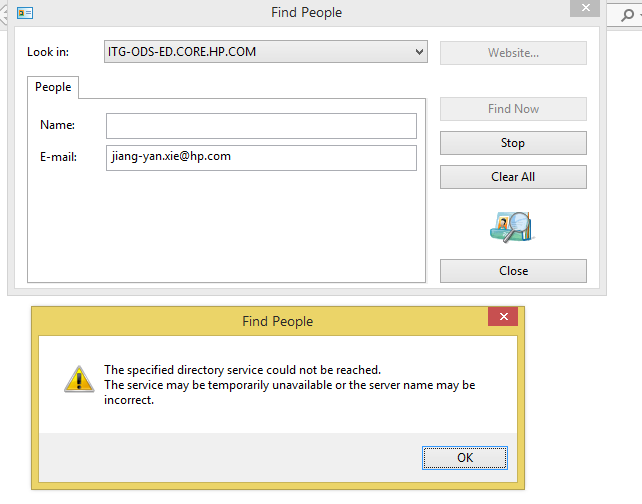 Find People
Look in:
ITG-ODS-ED.CORE.HP.COM
Website...
People
Find Now
Name:
Stop
E-mail:
jiang-yan.xie@hp.com
Clear All
Close
Find People
The specified directory service could not be reached.
The service may be temporarily unavailable or the server name may be
incorrect.
OK